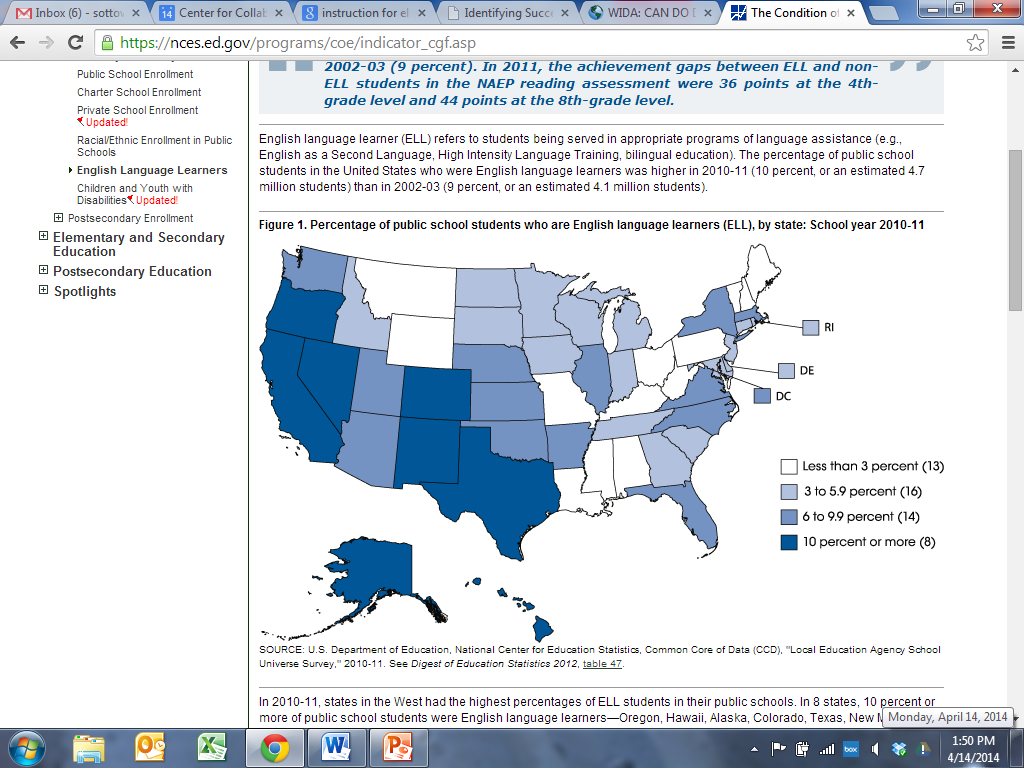 Inbox (6) - sottov
Center for Collab
instruction for el
Identifying Succe
WIDA: CAN DO D
The Condition of
https://nces.ed.gov/programs/coe/indicator_cgf.asp
Public School Enrollment
Charter School Enrollment
Private School Enrollment
Updated!
Racial/Ethnic Enrollment in Public
Schools
English Language Learners
Children and Youth with
Disabilities Updated!
Postsecondary Enrollment
Elementary and Secondary
Education
Postsecondary Education
Spotlights
2002-03 (9 percent). In 2011, the achievement gaps between ELL and non-
ELL students in the NAEP reading assessment were 36 points at the 4th-
grade level and 44 points at the 8th-grade level.
English language learner (ELL) refers to students being served in appropriate programs of language assistance (e.g.,
English as a Second Language, High Intensity Language Training, bilingual education). The percentage of public school
students in the United States who were English language learners was higher in 2010-11 (10 percent, or an estimated 4.7
million students) than in 2002-03 (9 percent, or an estimated 4.1 million students).
Figure 1. Percentage of public school students who are English language learners (ELL), by state: School year 2010-11
RI
DE
DC
Less than 3 percent (13)
3 to 5.9 percent (16)
6 to 9.9 percent (14)
10 percent or more (8)
SOURCE: U.S. Department of Education, National Center for Education Statistics, Common Core of Data (CCD), "Local Education Agency School
Universe Survey," 2010-11. See Digest of Education Statistics 2012, table 47.
In 2010-11, states in the West had the highest percentages of ELL students in their public schools. In 8 states, 10 percent or
more of public school students were English language learners—Oregon, Hawaii, Alaska, Colorado, Texas, New
Monday, April 14, 2014
1:50 PM
4/14/2014